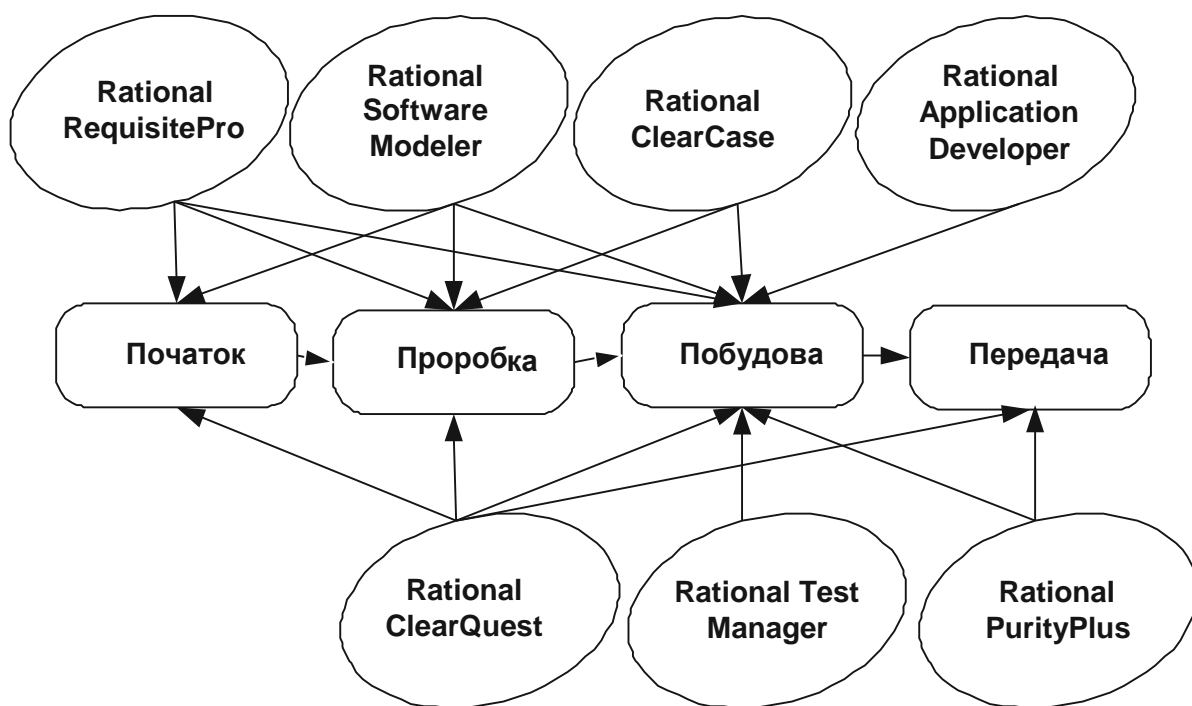 Rational
RequisitePro
Rational
Software
Modeler
Rational
ClearCase
Rational
Application
Developer
Початок
Проробка
Побудова
Передача
Rational
ClearQuest
Rational Test
Manager
Rational
PurityPlus